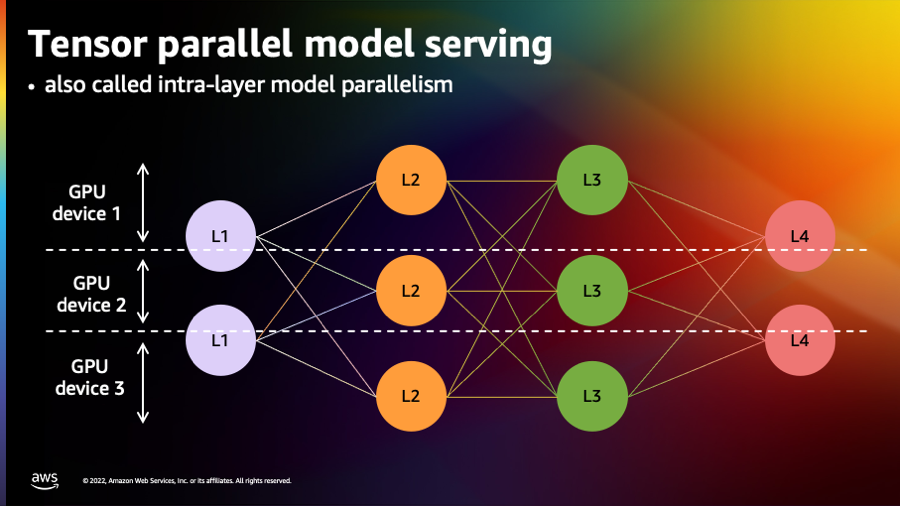 Tensor parallel model serving
• also called intra-layer model parallelism
GPU
device 1
GPU
device 2
GPU
device 3
L1
L1
L2
L2
L2
L3
L3
L3
L4
L4
aws
© 2022, Amazon Web Services, Inc. or its affiliates. All rights reserved.